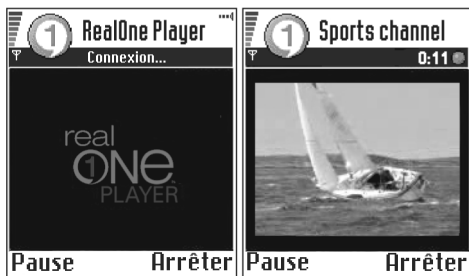 RealOne Player
Connexion...
real
ONE
PLAYER
Pause Arrêter
Sports channel
0:11
Pause Arrêter